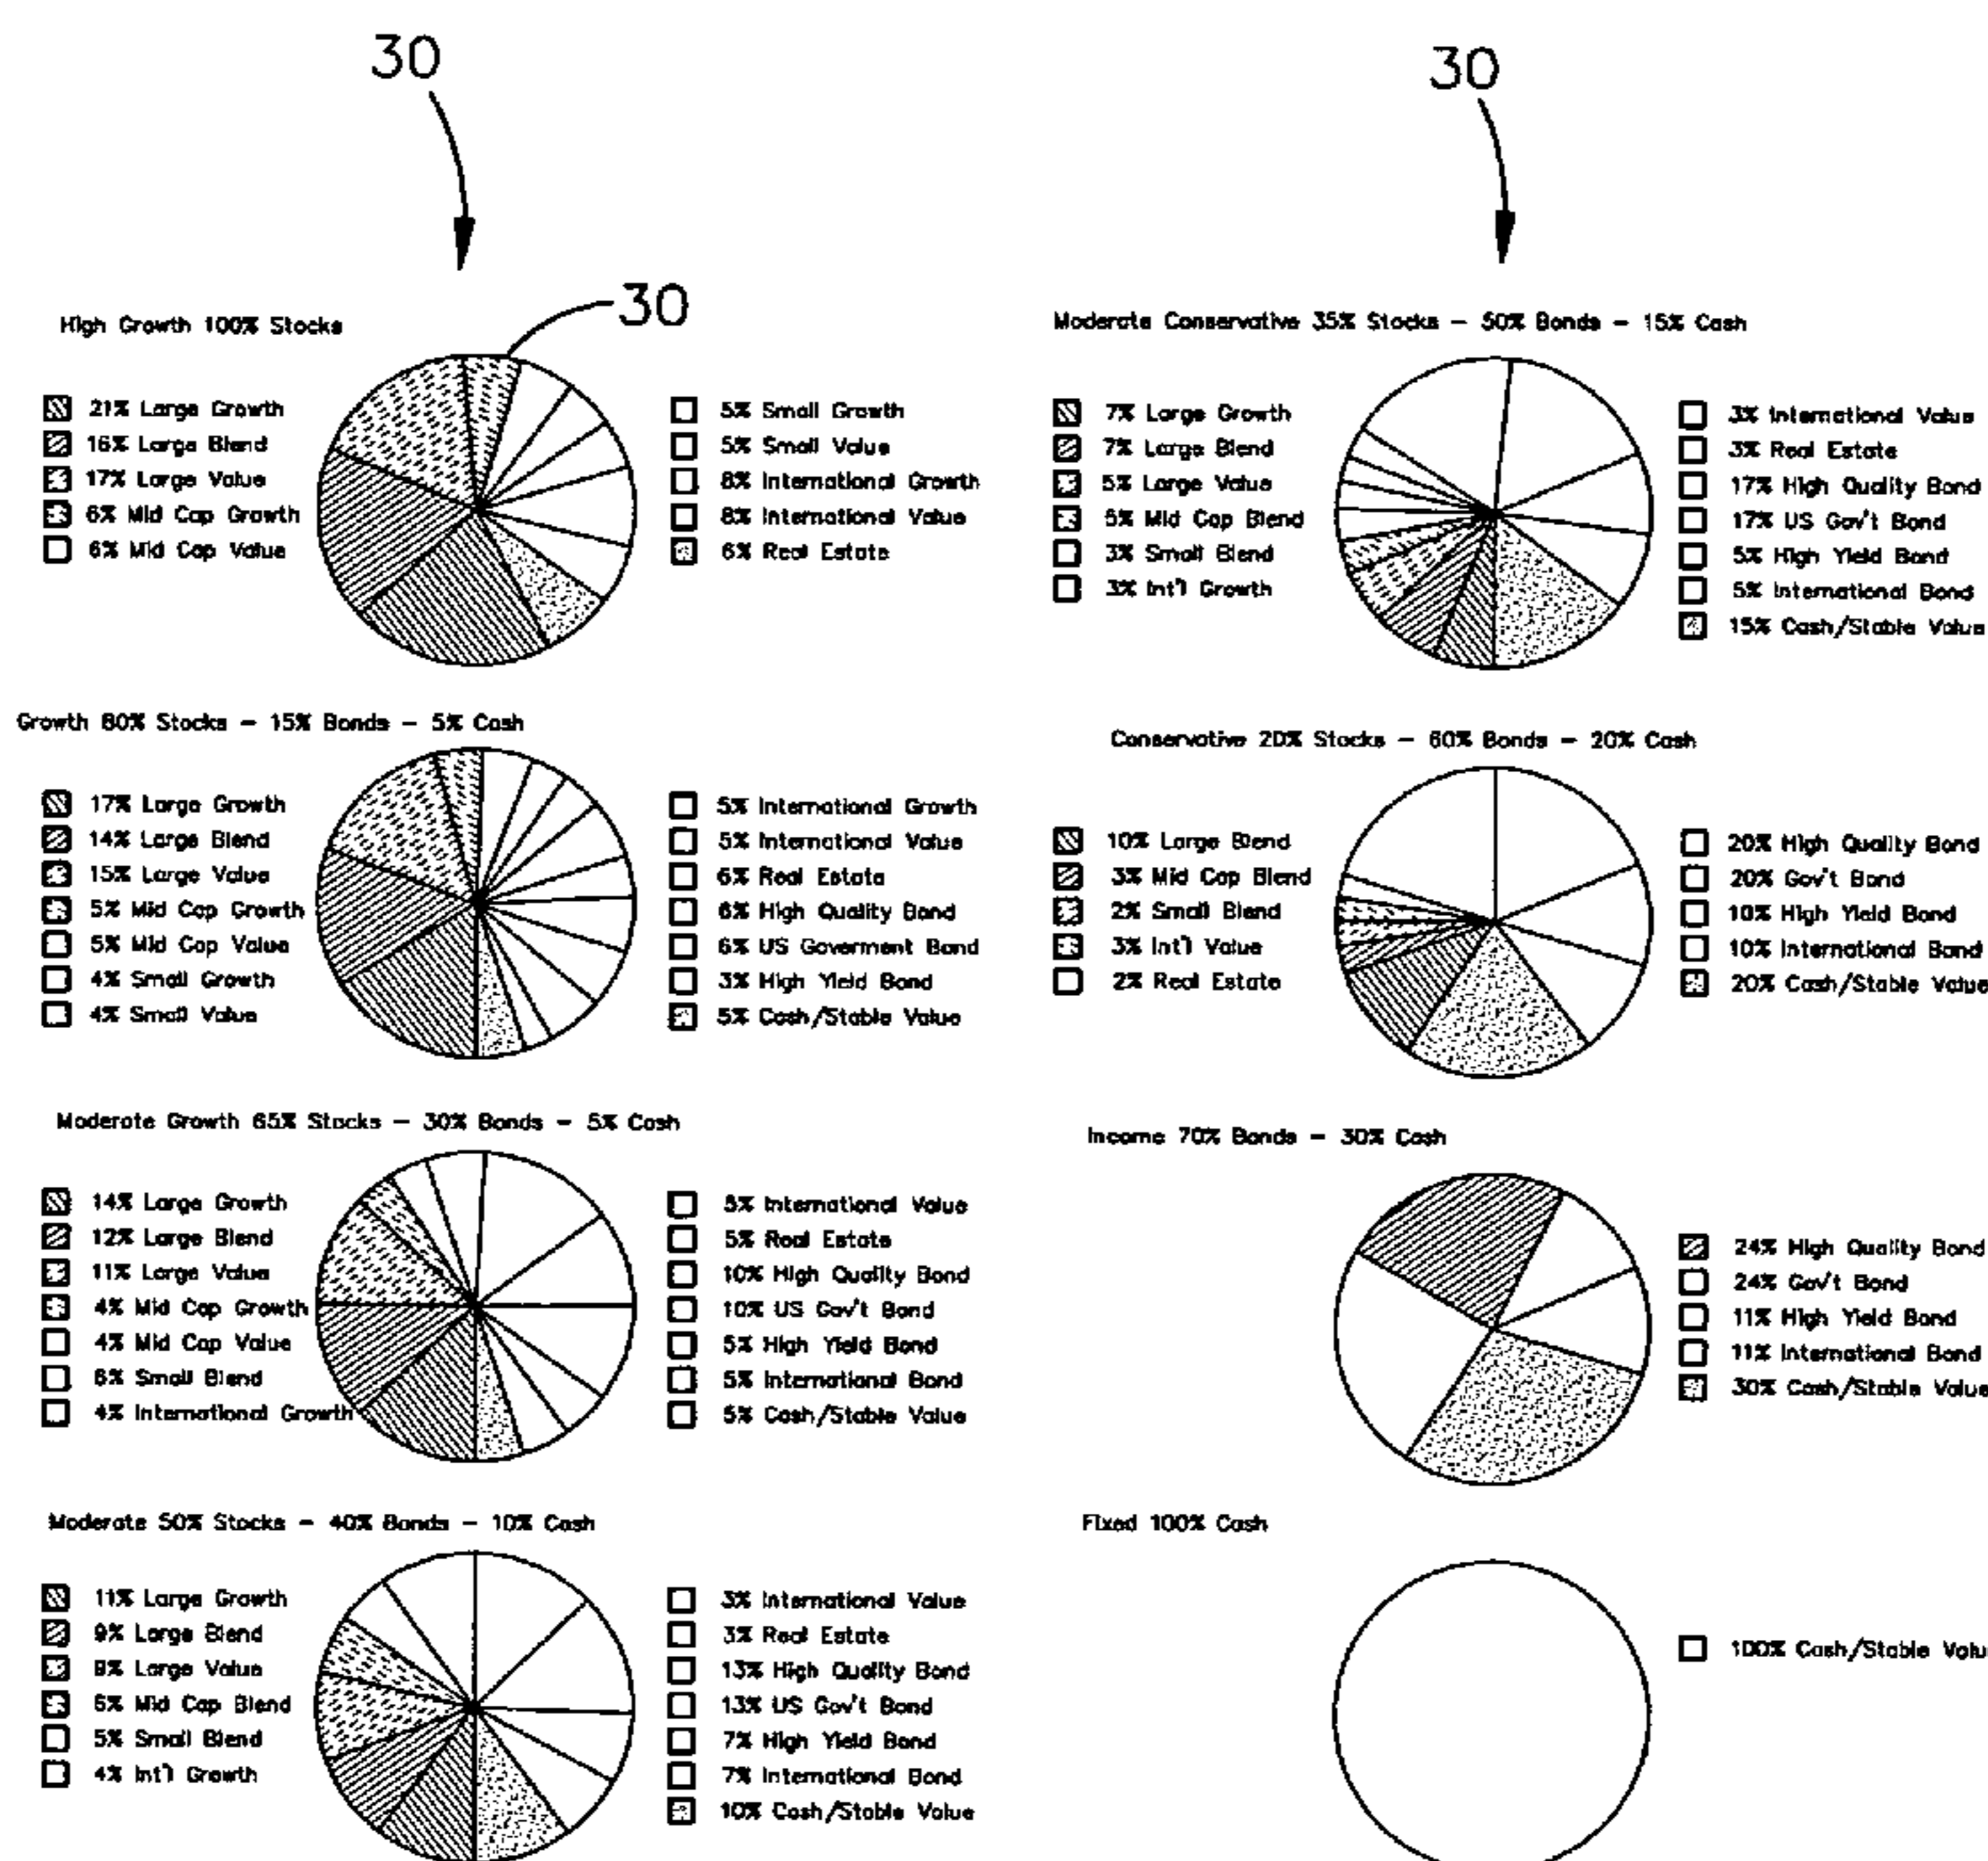 30
30
High Growth 100% Stocks
30
21% Large Growth
16% Large Blend
17% Large Value
6% Mid Cap Growth
6% Mid Cap Value
5% Small Growth
5% Small Value
8% International Growth
8% International Value
6% Real Estate
Growth 80% Stocks – 15% Bonds – 5% Cash
17% Large Growth
14% Large Blend
15% Large Value
5% Mid Cap Growth
5% Mid Cap Value
4% Small Growth
4% Small Value
5% International Growth
5% International Value
6% Real Estate
6% High Quality Bond
6% US Goverment Bond
3% High Yield Bond
5% Cash/Stable Value
Moderate Growth 65% Stocks – 30% Bonds – 5% Cash
14% Large Growth
12% Large Blend
11% Large Value
4% Mid Cap Growth
4% Mid Cap Value
6% Small Blend
4% International Growth
5% International Value
5% Real Estate
10% High Quality Bond
10% US Gov't Bond
5% High Yield Bond
5% International Bond
5% Cash/Stable Value
Moderate 50% Stocks – 40% Bonds – 10% Cash
11% Large Growth
9% Large Blend
9% Large Value
6% Mid Cap Blend
5% Small Blend
4% Int'l Growth
3% International Value
3% Real Estate
13% High Quality Bond
13% US Gov't Bond
7% High Yield Bond
7% International Bond
10% Cash/Stable Value
Moderate Conservative 35% Stocks – 50% Bonds – 15% Cash
7% Large Growth
7% Large Blend
5% Large Value
5% Mid Cap Blend
3% Small Blend
3% Int'l Growth
3% International Value
3% Real Estate
17% High Quality Bond
17% US Gov't Bond
5% High Yield Bond
5% International Bond
15% Cash/Stable Value
Conservative 20% Stocks – 60% Bonds – 20% Cash
10% Large Blend
3% Mid Cap Blend
2% Small Blend
3% Int'l Value
2% Real Estate
20% High Quality Bond
20% Gov't Bond
10% High Yield Bond
10% International Bond
20% Cash/Stable Value
Income 70% Bonds – 30% Cash
24% High Quality Bond
24% Gov't Bond
11% High Yield Bond
11% International Bond
30% Cash/Stable Value
Fixed 100% Cash
100% Cash/Stable Valu